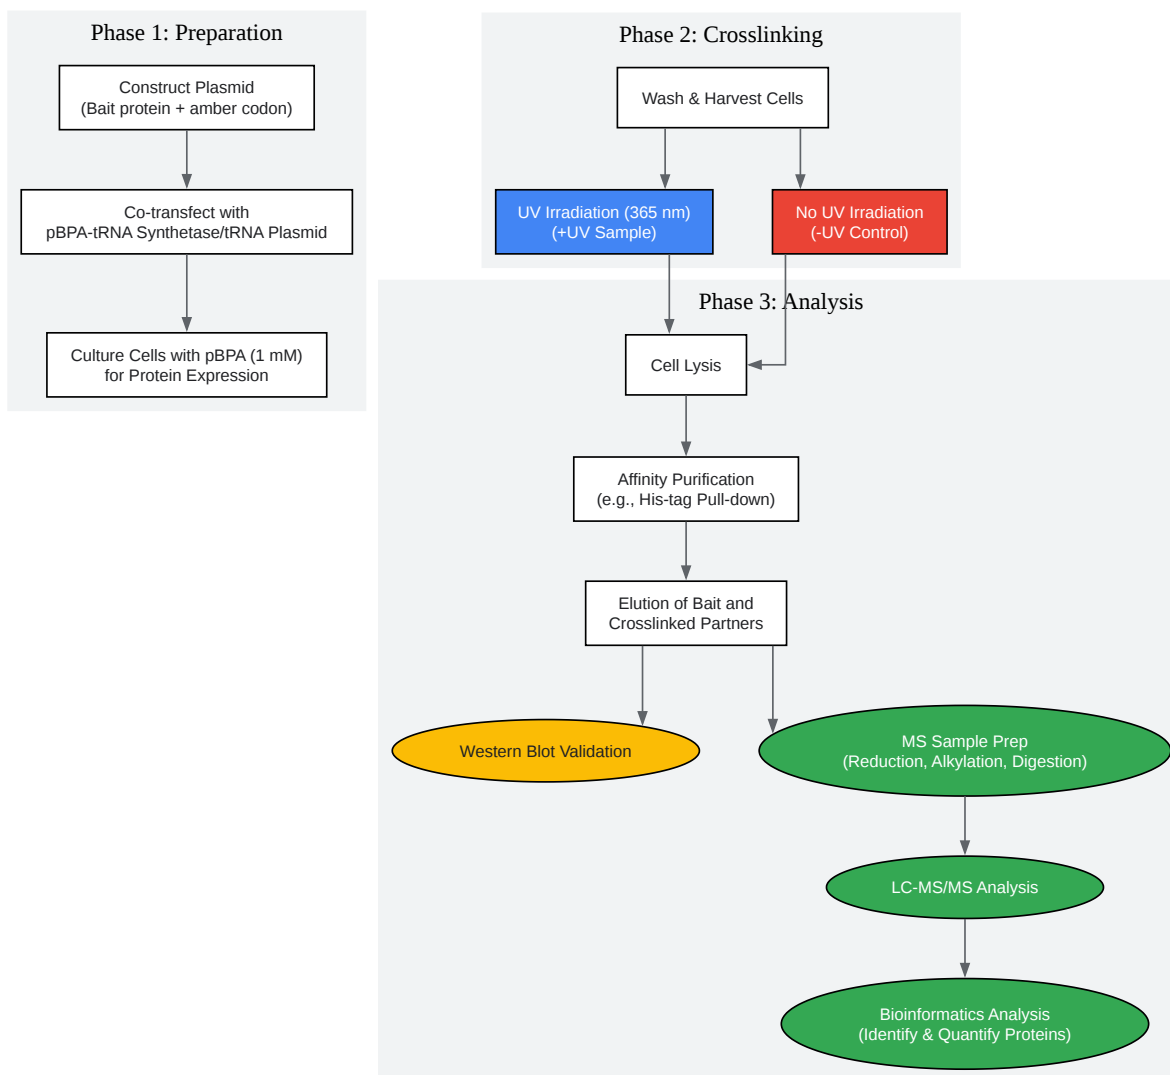 Phase 1: Preparation
Construct Plasmid
(Bait protein + amber codon)
Co-transfect with
pBPA-tRNA Synthetase/tRNA Plasmid
Culture Cells with pBPA (1 mM)
for Protein Expression
Phase 2: Crosslinking
Wash & Harvest Cells
UV Irradiation (365 nm)
(+UV Sample)
No UV Irradiation
(-UV Control)
Phase 3: Analysis
Cell Lysis
Affinity Purification
(e.g., His-tag Pull-down)
Elution of Bait and
Crosslinked Partners
Western Blot Validation
MS Sample Prep
(Reduction, Alkylation, Digestion)
LC-MS/MS Analysis
Bioinformatics Analysis
(Identify & Quantify Proteins)